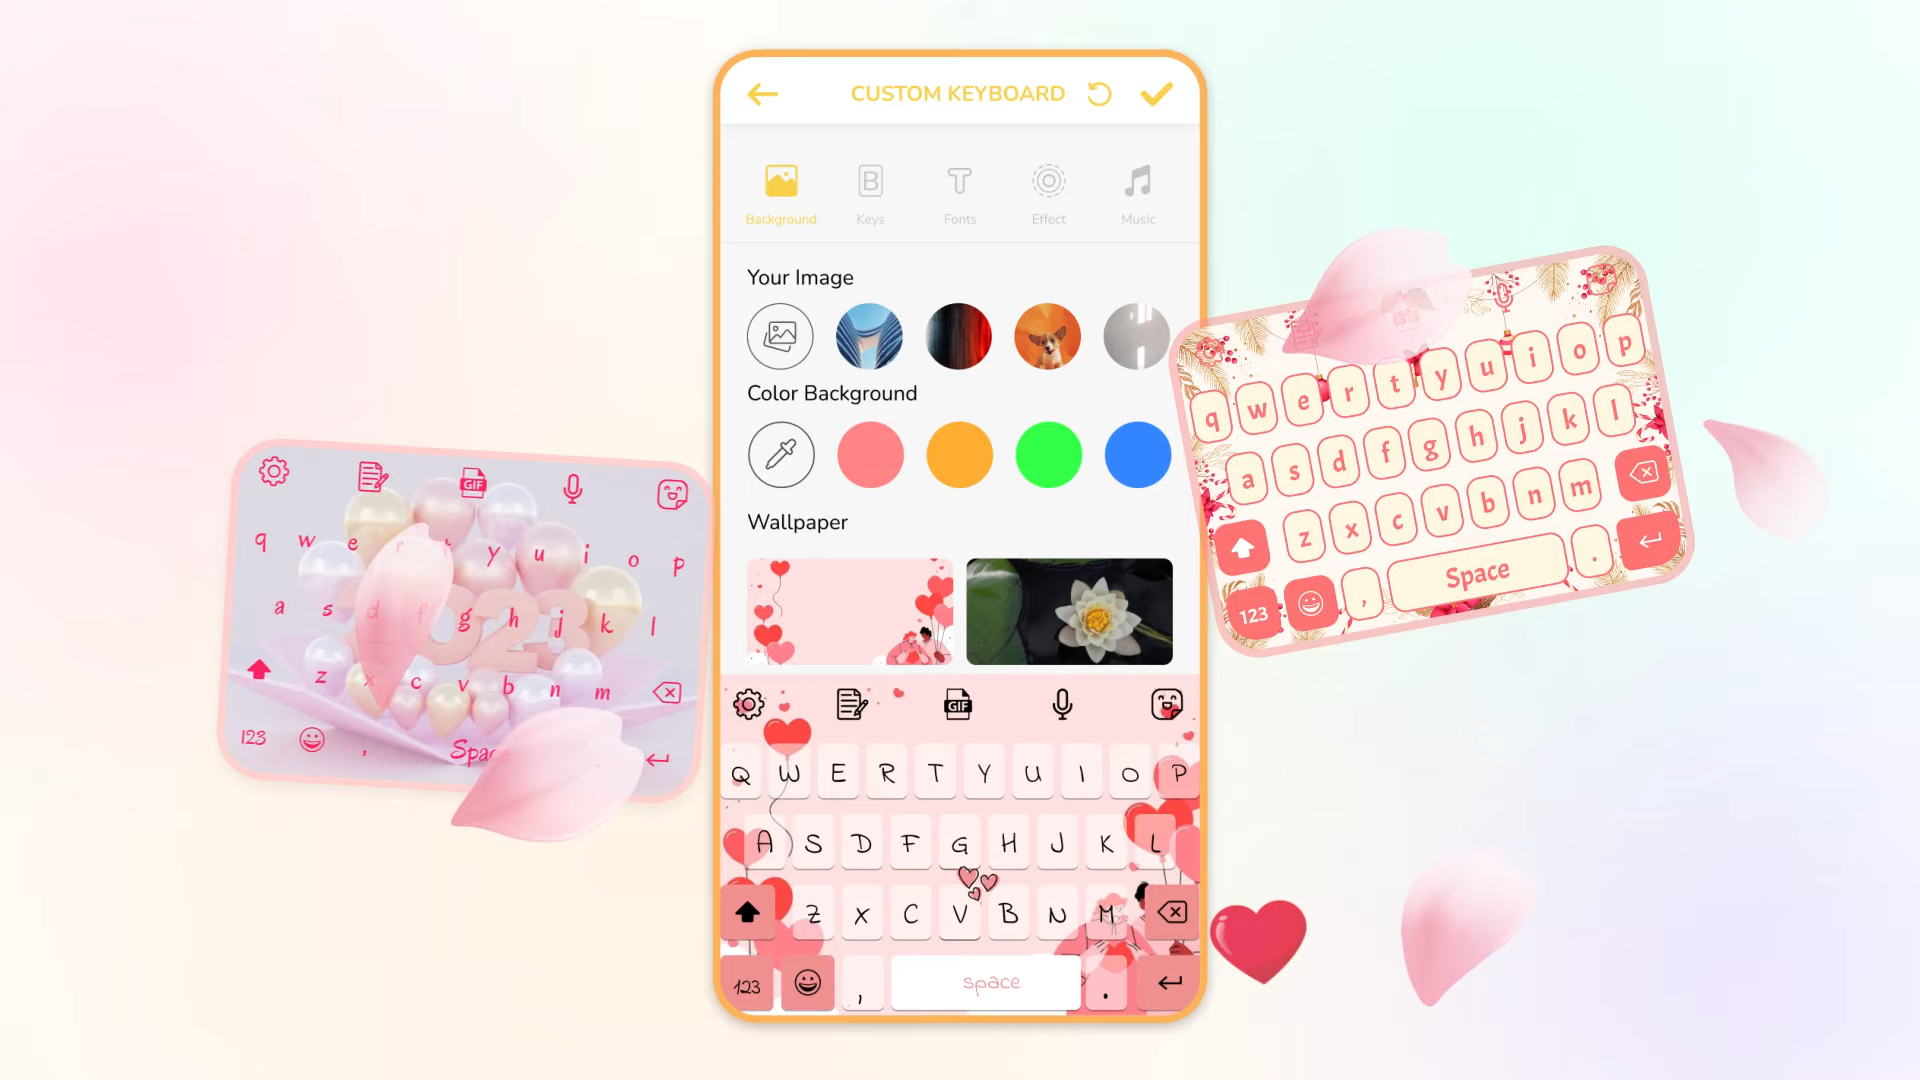 CUSTOM KEYBOARD
B
T
Background
Keys
Fonts
Effect
Music
Your Image
Color Background
Wallpaper
GIF
Q W E R T Y U I O P
A S D F G H J K L
Z X C V B N M
123
,
space
.
GIF
q w e r t y u i o p
a s d f g h j k l
z x c v b n m
123
,
Space
q w e r t y u i o p
a s d f g h j k l
z x c v b n m
123
,
Space
.